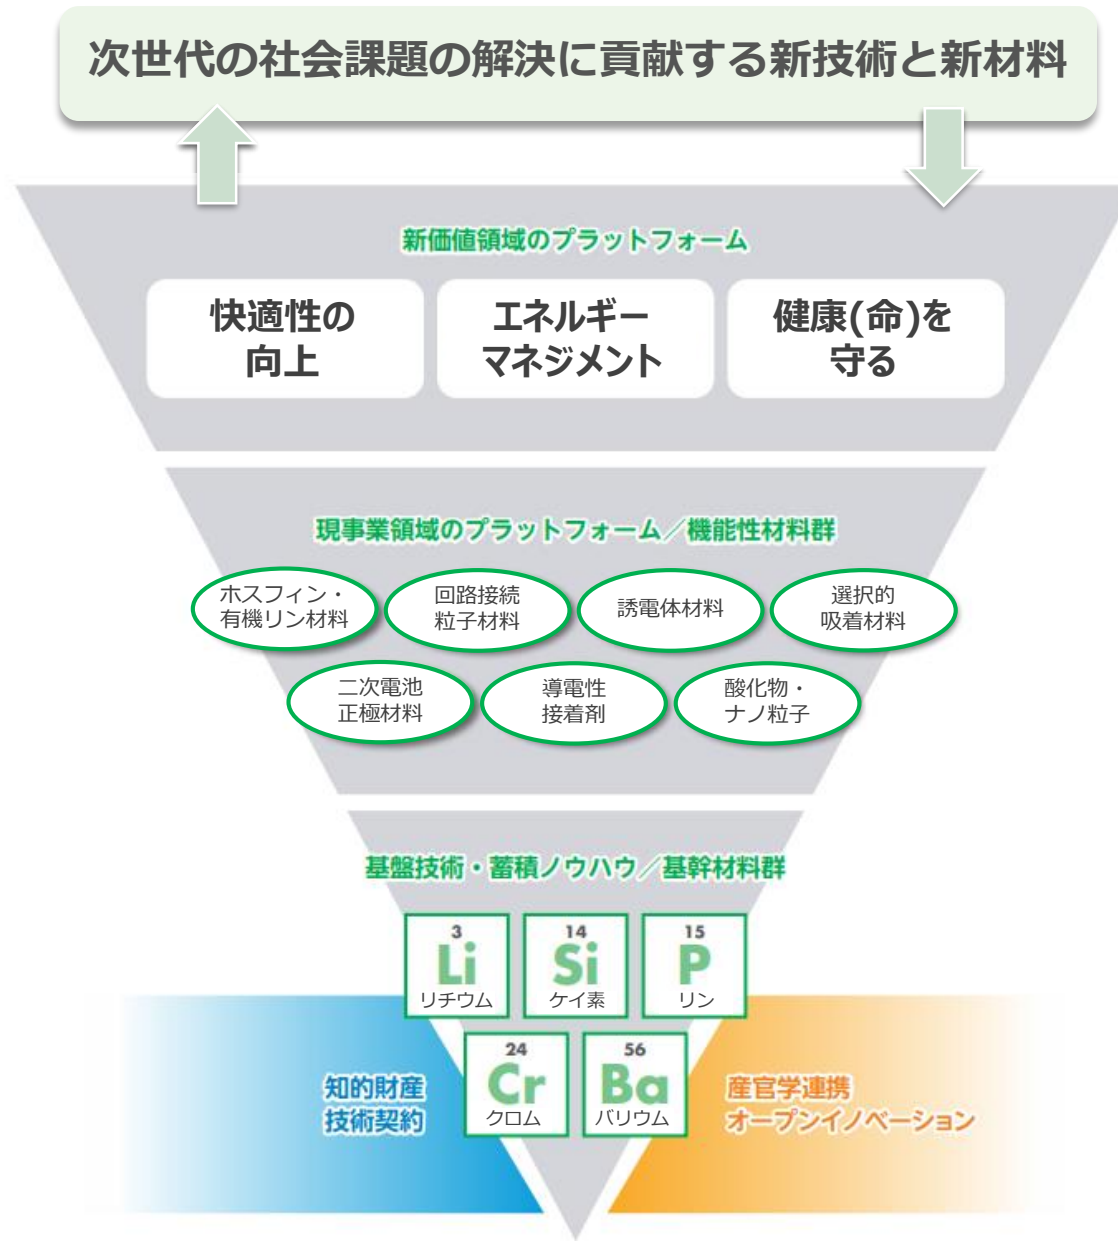 次世代の社会課題の解決に貢献する新技術と新材料
新価値領域のプラットフォーム
快適性の
向上
エネルギー
マネジメント
健康(命)を
守る
現事業領域のプラットフォーム／機能性材料群
ホスフィン・
有機リン材料
回路接続
粒子材料
誘電体材料
選択的
吸着材料
二次電池
正極材料
導電性
接着剤
酸化物・
ナノ粒子
基盤技術・蓄積ノウハウ／基幹材料群
3
Li
リチウム
14
Si
ケイ素
15
P
リン
24
Cr
クロム
56
Ba
バリウム
知的財産
技術契約
産官学連携
オープンイノベーション